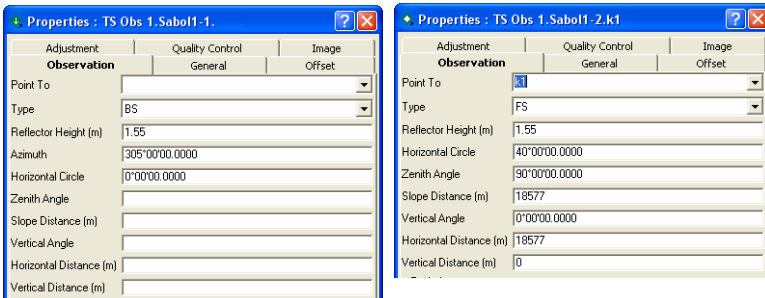 Properties : TS Obs 1.Sabol1-1.
Adjustment Quality Control Image
Observation General Offset
Point To
Type BS
Reflector Height (m) 1.55
Azimuth 305°00'00.0000
Horizontal Circle 0°00'00.0000
Zenith Angle
Slope Distance (m)
Vertical Angle
Horizontal Distance (m)
Vertical Distance (m)
Properties : TS Obs 1.Sabol1-2.k1
Adjustment Quality Control Image
Observation General Offset
Point To k1
Type FS
Reflector Height (m) 1.55
Horizontal Circle 40°00'00.0000
Zenith Angle 90°00'00.0000
Slope Distance (m) 18577
Vertical Angle 0°00'00.0000
Horizontal Distance (m) 18577
Vertical Distance (m) 0